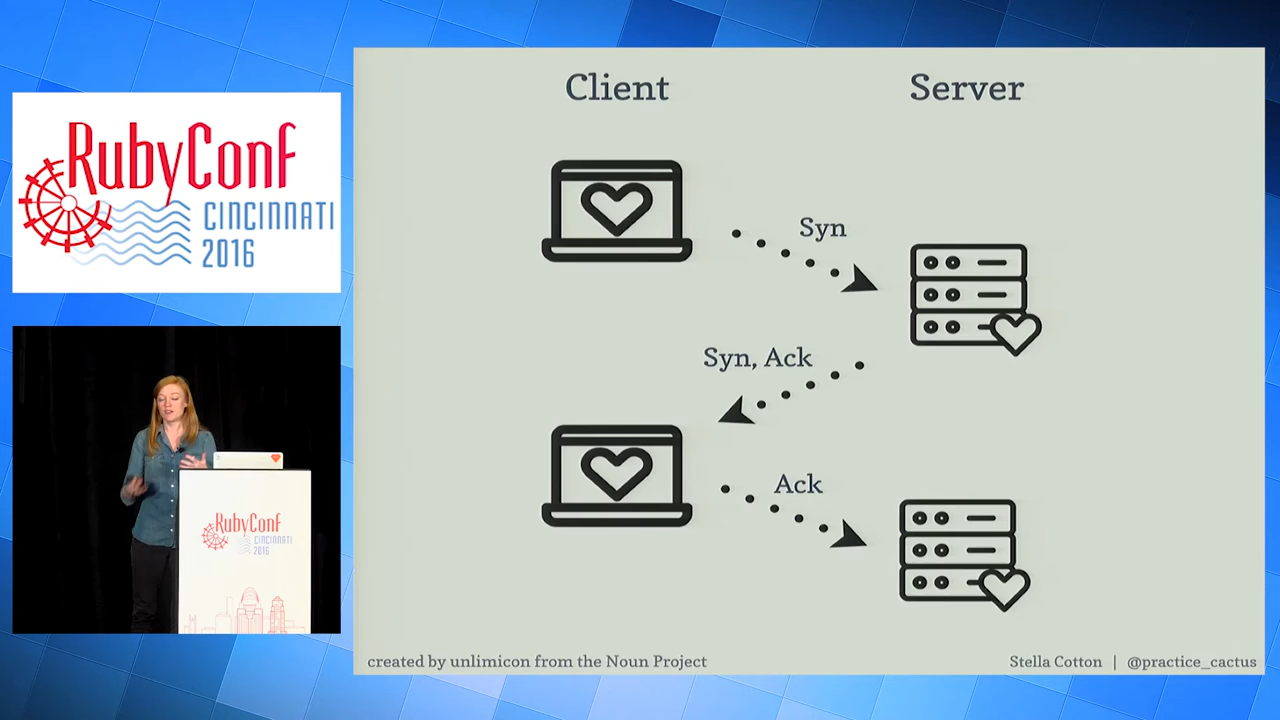 RubyConf
CINCINNATI
2016
RubyConf
CINCINNATI
2016
Client
Server
Syn
Syn, Ack
Ack
created by unlimicon from the Noun Project
Stella Cotton | @practice_cactus